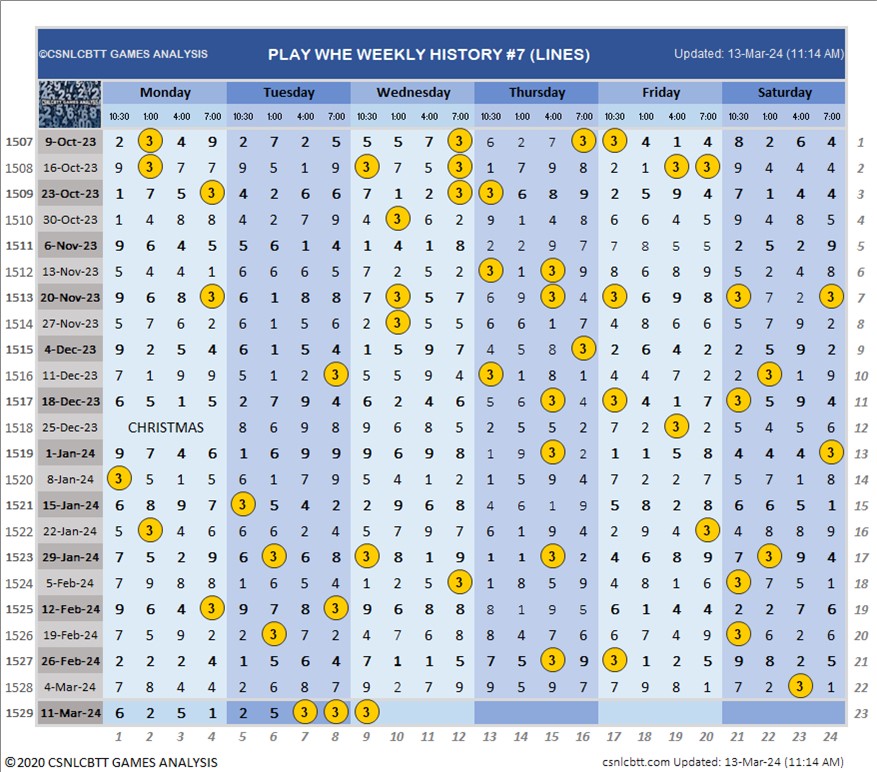 ©CSNLCBTT GAMES ANALYSIS PLAY WHE WEEKLY HISTORY #7 (LINES) Updated: 13-Mar-24 (11:14 AM)
Monday Tuesday Wednesday Thursday Friday Saturday
10:30 1:00 4:00 7:00 10:30 1:00 4:00 7:00 10:30 1:00 4:00 7:00 10:30 1:00 4:00 7:00 10:30 1:00 4:00 7:00 10:30 1:00 4:00 7:00
1507 9-Oct-23 2 3 4 9 2 7 2 5 5 5 7 3 6 2 7 3 3 4 1 4 8 2 6 4 1
1508 16-Oct-23 9 3 7 7 9 5 1 9 3 7 5 3 1 7 9 8 2 1 3 3 9 4 4 4 2
1509 23-Oct-23 1 7 5 3 4 2 6 6 7 1 2 3 3 6 8 9 2 5 9 4 7 1 4 4 3
1510 30-Oct-23 1 4 8 8 4 2 7 9 4 3 6 2 9 1 4 8 6 6 4 5 9 4 8 5 4
1511 6-Nov-23 9 6 4 5 5 6 1 4 1 4 1 8 2 2 9 7 7 8 5 5 2 5 2 9 5
1512 13-Nov-23 5 4 4 1 6 6 6 5 7 2 5 2 3 1 3 9 8 6 8 9 5 2 4 8 6
1513 20-Nov-23 9 6 8 3 6 1 8 8 7 3 5 7 6 9 3 4 3 6 9 8 3 7 2 3 7
1514 27-Nov-23 5 7 6 2 6 1 5 6 2 3 5 5 6 6 1 7 4 8 6 6 5 7 9 2 8
1515 4-Dec-23 9 2 5 4 6 1 5 4 1 5 9 7 4 5 8 3 2 6 4 2 2 5 9 2 9
1516 11-Dec-23 7 1 9 9 5 1 2 3 5 5 9 4 3 1 8 1 4 4 7 2 2 3 1 9 10
1517 18-Dec-23 6 5 1 5 2 7 9 4 6 2 4 6 5 6 3 4 3 4 1 7 3 5 9 4 11
1518 25-Dec-23 CHRISTMAS 8 6 9 8 9 6 8 5 2 5 5 2 7 2 3 2 5 4 5 6 12
1519 1-Jan-24 9 7 4 6 1 6 9 9 9 6 9 8 1 9 3 2 1 1 5 8 4 4 4 3 13
1520 8-Jan-24 3 5 1 5 6 1 7 9 5 4 1 2 1 5 9 4 7 2 2 7 5 7 1 8 14
1521 15-Jan-24 6 8 9 7 3 5 4 2 2 9 6 8 4 6 1 9 5 8 2 8 6 6 5 1 15
1522 22-Jan-24 5 3 4 6 6 6 2 4 5 7 9 7 6 1 9 4 2 9 4 3 4 8 8 9 16
1523 29-Jan-24 7 5 2 9 6 3 6 8 3 8 1 9 1 1 3 2 4 6 8 9 7 3 9 4 17
1524 5-Feb-24 7 9 8 8 1 6 5 4 1 2 5 3 1 8 5 9 4 8 1 6 3 7 5 1 18
1525 12-Feb-24 9 6 4 3 9 7 8 3 9 6 8 8 8 1 9 5 6 1 4 4 2 2 7 6 19
1526 19-Feb-24 7 5 9 2 2 3 7 2 4 7 6 8 8 4 7 6 6 7 4 9 3 6 2 6 20
1527 26-Feb-24 2 2 2 4 1 5 6 4 7 1 1 5 7 5 3 9 3 1 2 5 9 8 2 5 21
1528 4-Mar-24 7 8 4 4 2 6 8 7 9 2 7 9 9 5 9 7 7 9 8 1 7 2 3 1 22
1529 11-Mar-24 6 2 5 1 2 5 3 3 3 23
1 2 3 4 5 6 7 8 9 10 11 12 13 14 15 16 17 18 19 20 21 22 23 24
©2020 CSNLCBTT GAMES ANALYSIS csnlcbtt.com Updated: 13-Mar-24 (11:14 AM)